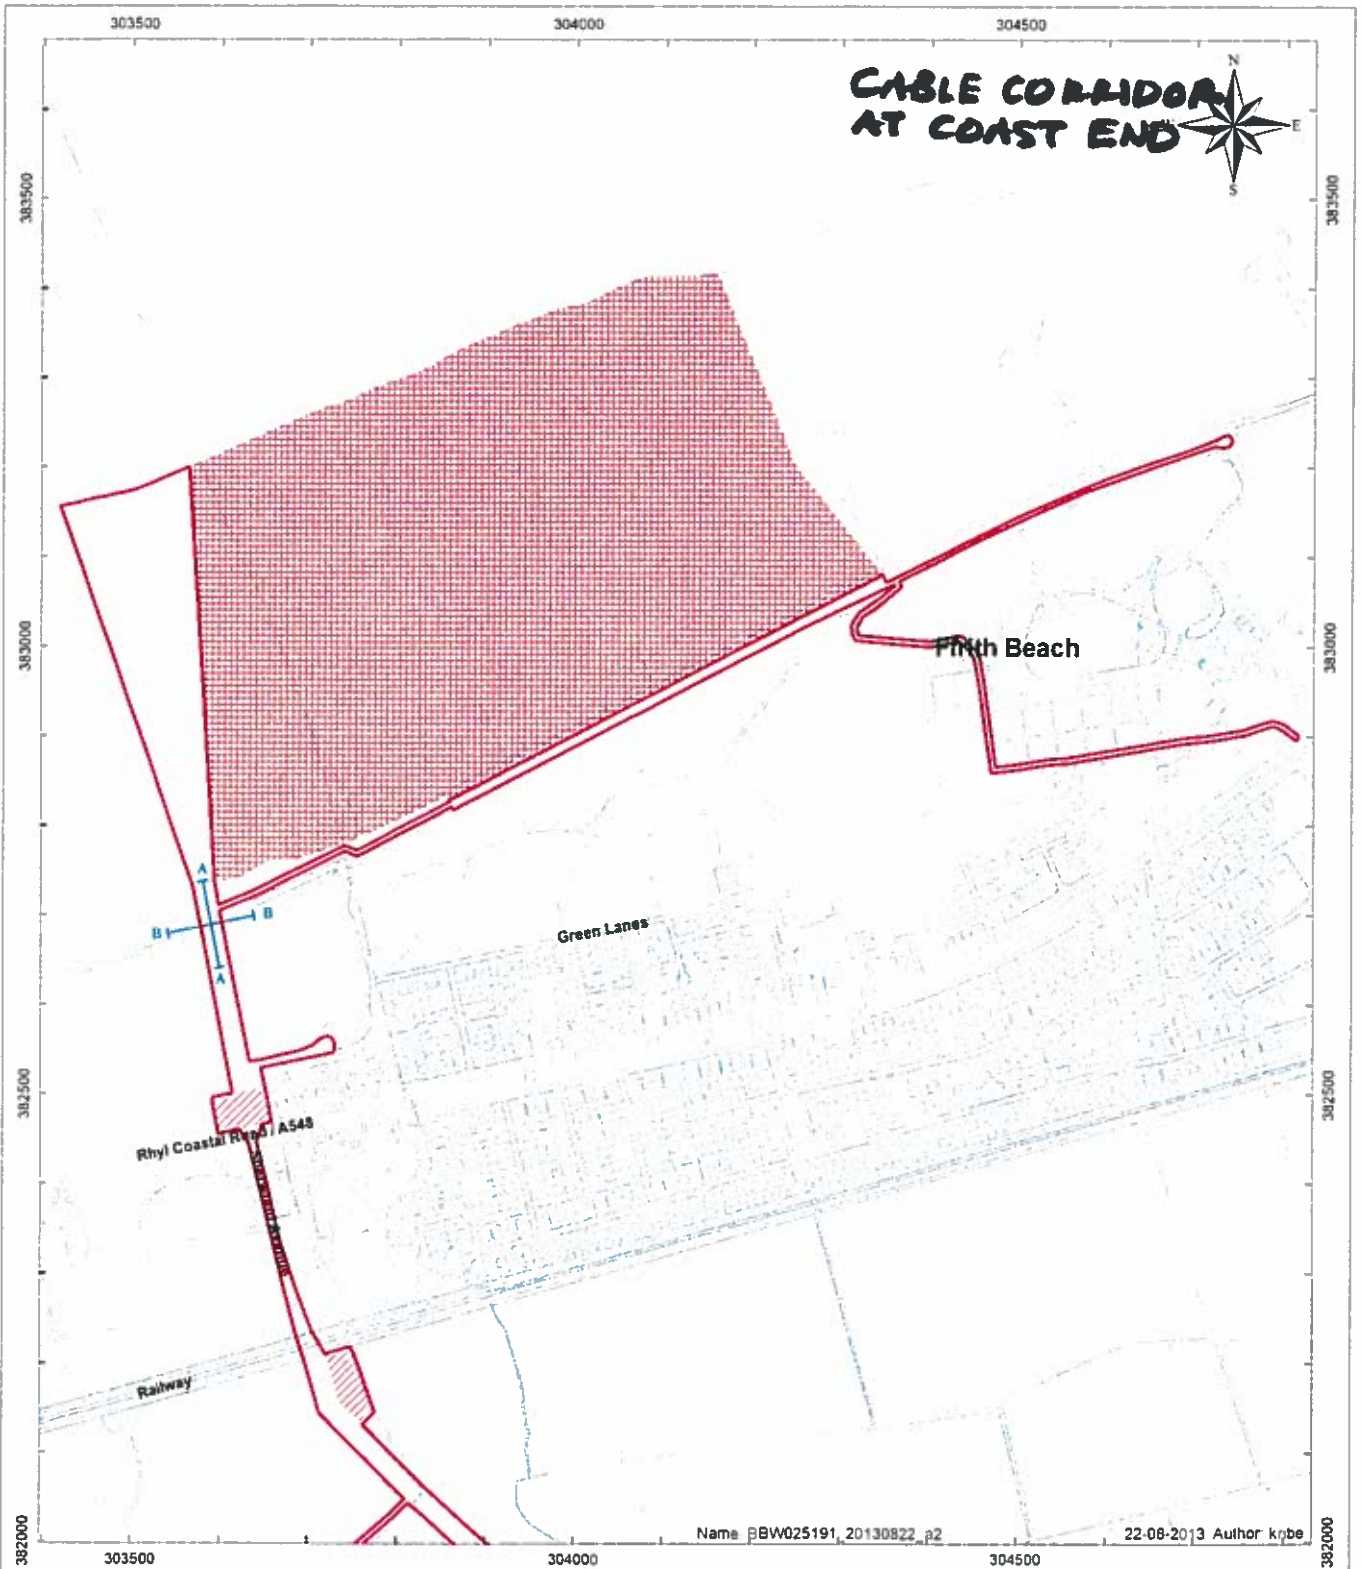 303500 304000 304500
CABLE CORRIDOR
AT COAST END
N
E
S
383500 383500
383000 383000
Ffrith Beach
A
B B
A
Green Lanes
382500 382500
Rhyl Coastal Road / A548
Railway
Name BBW025191_20130822_a2 22-08-2013 Author knbe
382000 382000
303500 304000 304500